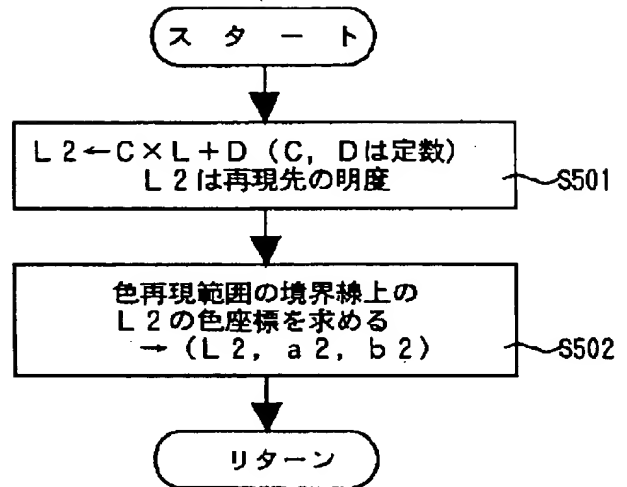 スタート
L2←C×L+D（C，Dは定数）
L2は再現先の明度
S501
色再現範囲の境界線上の
L2の色座標を求める
→（L2，a2，b2）
S502
リターン